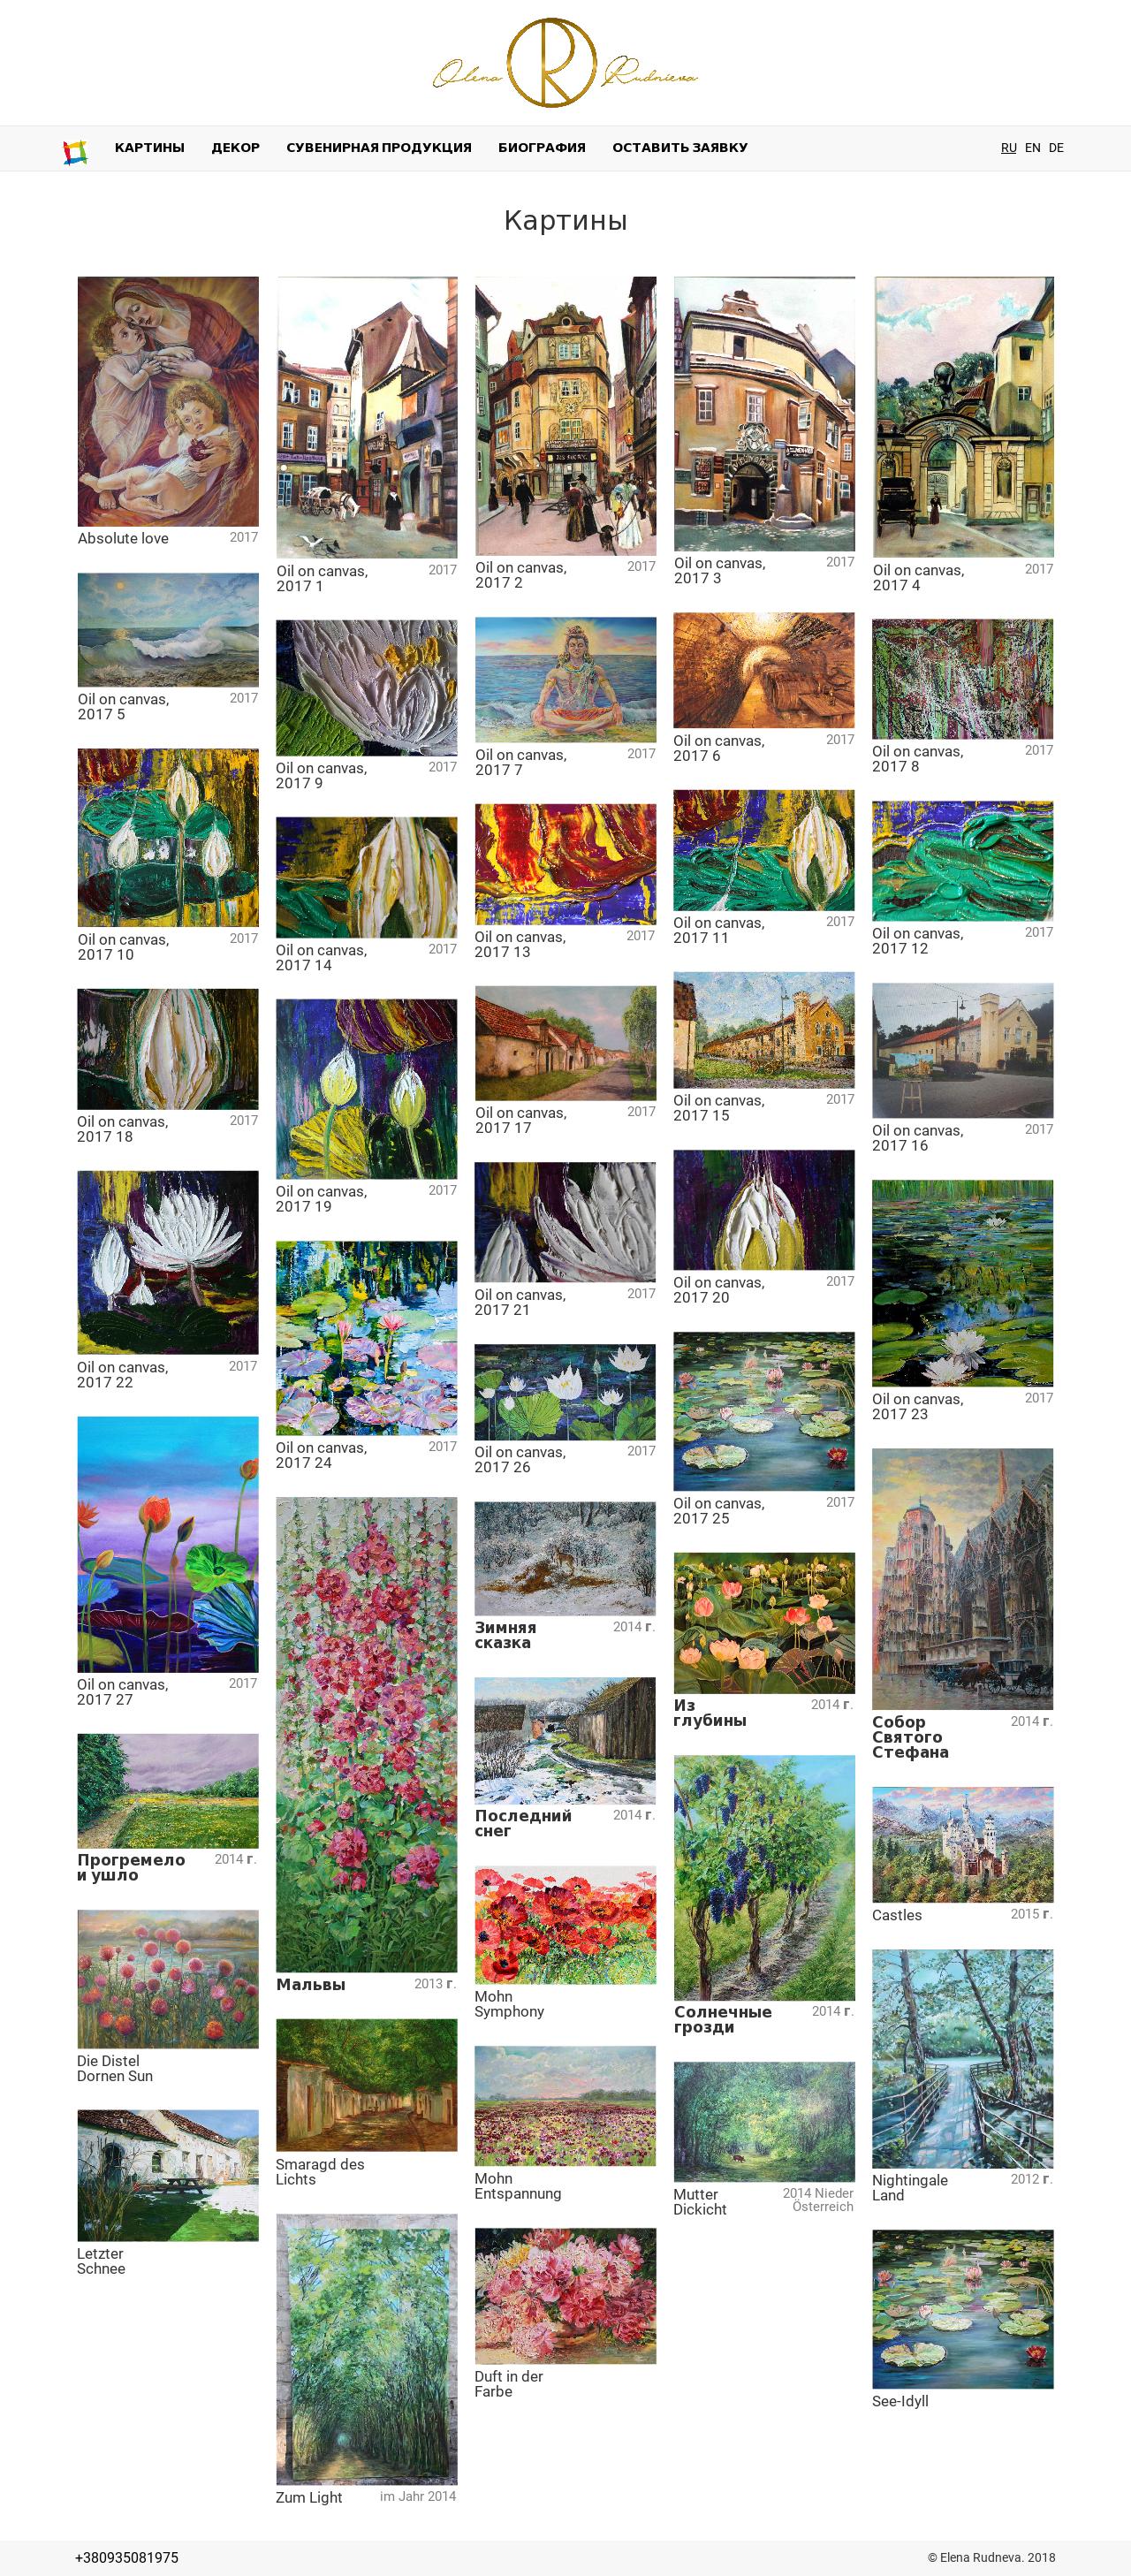 Olena Rudnieva
КАРТИНЫ ДЕКОР СУВЕНИРНАЯ ПРОДУКЦИЯ БИОГРАФИЯ ОСТАВИТЬ ЗАЯВКУ RU EN DE
Картины
Absolute love 2017
Oil on canvas, 2017
2017 1
Oil on canvas, 2017
2017 2
Oil on canvas, 2017
2017 3
Oil on canvas, 2017
2017 4
Oil on canvas, 2017
2017 5
Oil on canvas, 2017
2017 9
Oil on canvas, 2017
2017 7
Oil on canvas, 2017
2017 6
Oil on canvas, 2017
2017 8
Oil on canvas, 2017
2017 10
Oil on canvas, 2017
2017 14
Oil on canvas, 2017
2017 13
Oil on canvas, 2017
2017 11
Oil on canvas, 2017
2017 12
Oil on canvas, 2017
2017 18
Oil on canvas, 2017
2017 19
Oil on canvas, 2017
2017 17
Oil on canvas, 2017
2017 15
Oil on canvas, 2017
2017 16
Oil on canvas, 2017
2017 22
Oil on canvas, 2017
2017 24
Oil on canvas, 2017
2017 21
Oil on canvas, 2017
2017 20
Oil on canvas, 2017
2017 23
Oil on canvas, 2017
2017 27
Oil on canvas, 2017
2017 26
Oil on canvas, 2017
2017 25
Зимняя 2014 г.
сказка
Из 2014 г.
глубины
Собор 2014 г.
Святого
Стефана
Прогремело 2014 г.
и ушло
Мальвы 2013 г.
Последний 2014 г.
снег
Солнечные 2014 г.
грозди
Castles 2015 г.
Die Distel
Dornen Sun
Smaragd des
Lichts
Mohn
Symphony
Mutter 2014 Nieder
Dickicht Österreich
Nightingale 2012 г.
Land
Letzter
Schnee
Zum Light im Jahr 2014
Mohn
Entspannung
Duft in der
Farbe
See-Idyll
+380935081975 © Elena Rudneva. 2018